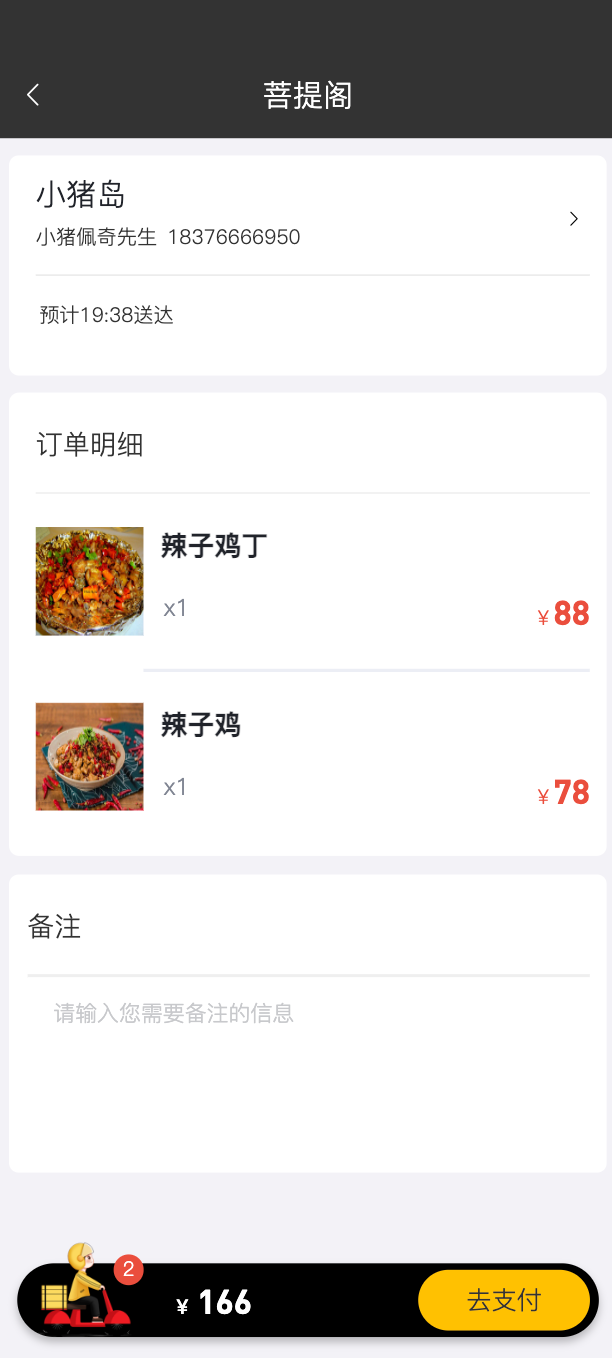 菩提阁
小猪岛
小猪佩奇先生 18376666950
预计19:38送达
订单明细
辣子鸡丁
x1
¥88
辣子鸡
x1
¥78
备注
请输入您需要备注的信息
2
¥ 166
去支付